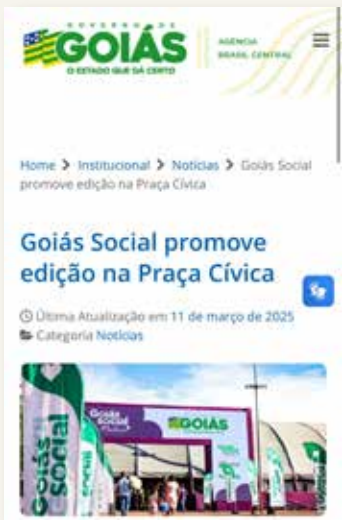 GOVERNO DE
GOIÁS
O ESTADO QUE DÁ CERTO
AGÊNCIA
BRASIL CENTRAL
Home > Institucional > Notícias > Goiás Social
promove edição na Praça Cívica
Goiás Social promove
edição na Praça Cívica
Última Atualização em 11 de março de 2025
Categoria Notícias
Goiás
social
GOIÁS
Goiás
social
social